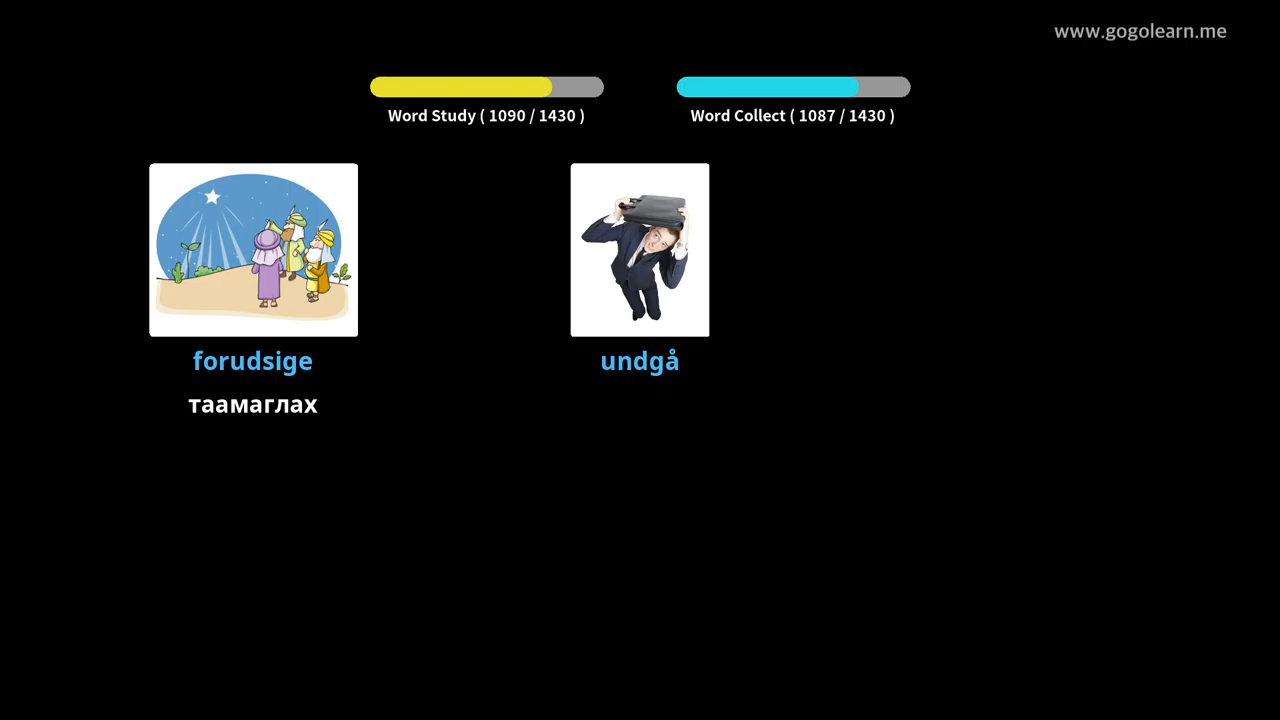 www.gogolearn.me
Word Study ( 1090 / 1430 )
Word Collect ( 1087 / 1430 )
forudsige
undgå
таамаглах